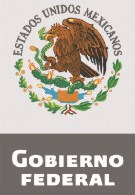 ESTADOS UNIDOS MEXICANOS
GOBIERNO
FEDERAL